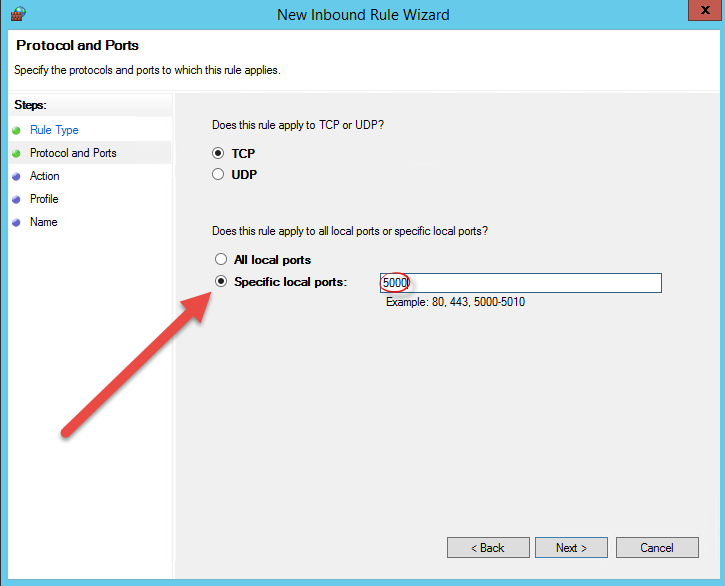 New Inbound Rule Wizard
x
Protocol and Ports
Specify the protocols and ports to which this rule applies.
Steps:
Rule Type
Protocol and Ports
Action
Profile
Name
Does this rule apply to TCP or UDP?
TCP
UDP
Does this rule apply to all local ports or specific local ports?
All local ports
Specific local ports: 5000
Example: 80, 443, 5000-5010
< Back Next > Cancel